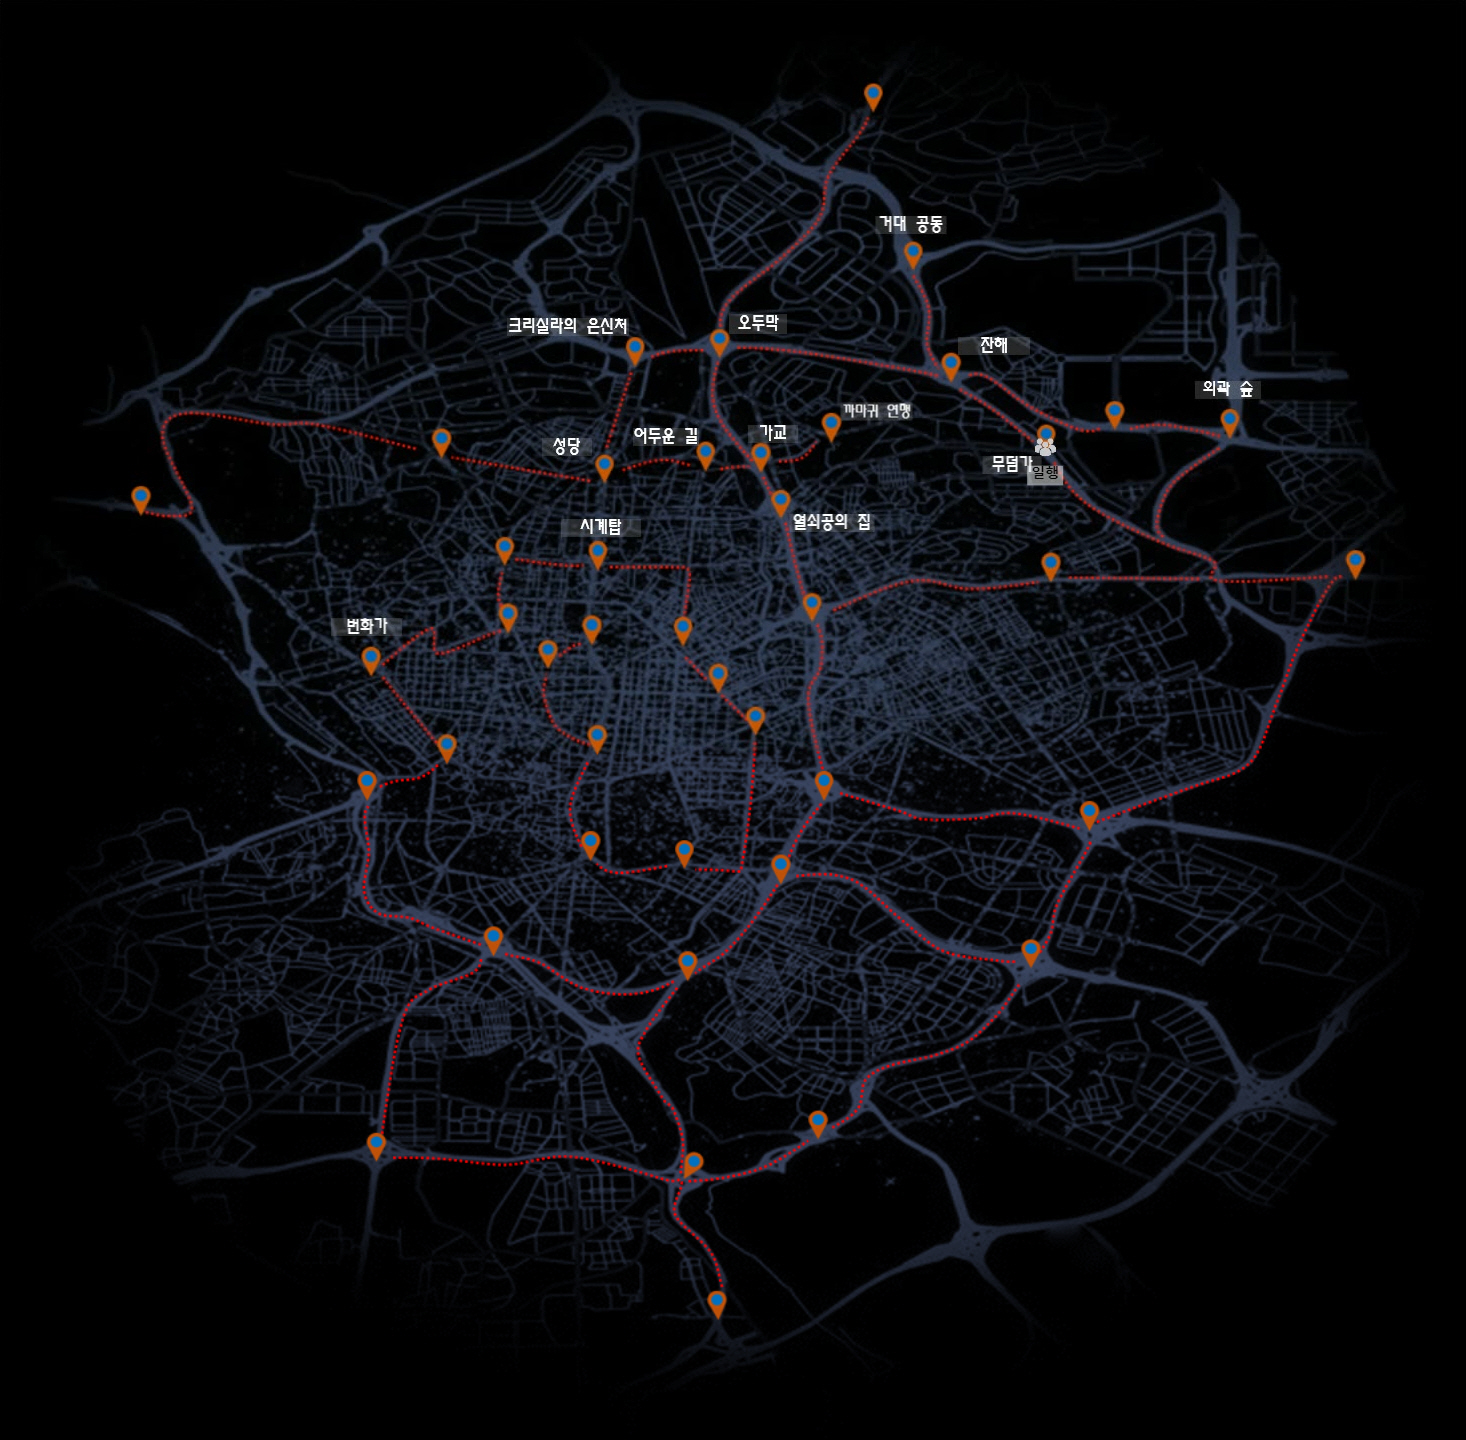 거대 공동
크리실라의 은신처
오두막
잔해
외곽 숲
까마귀 연맹
성당
어두운 길
가교
무덤가
일행
열쇠공의 집
시계탑
번화가